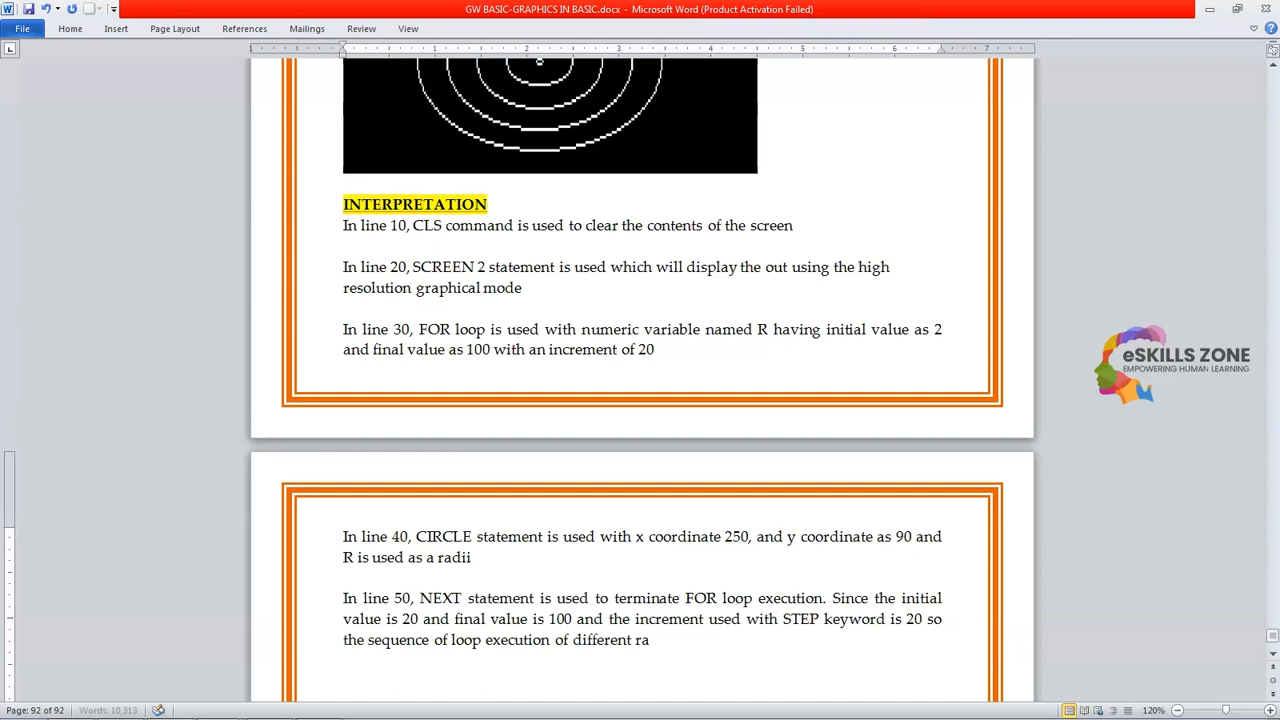 GW BASIC-GRAPHICS IN BASIC.docx - Microsoft Word (Product Activation Failed)
File Home Insert Page Layout References Mailings Review View
1 1 2 3 4 5 6 7
INTERPRETATION
In line 10, CLS command is used to clear the contents of the screen
In line 20, SCREEN 2 statement is used which will display the out using the high
resolution graphical mode
In line 30, FOR loop is used with numeric variable named R having initial value as 2
and final value as 100 with an increment of 20
eSKILLS ZONE
EMPOWERING HUMAN LEARNING
In line 40, CIRCLE statement is used with x coordinate 250, and y coordinate as 90 and
R is used as a radii
In line 50, NEXT statement is used to terminate FOR loop execution. Since the initial
value is 20 and final value is 100 and the increment used with STEP keyword is 20 so
the sequence of loop execution of different ra
Page: 92 of 92 Words: 10,313 120%